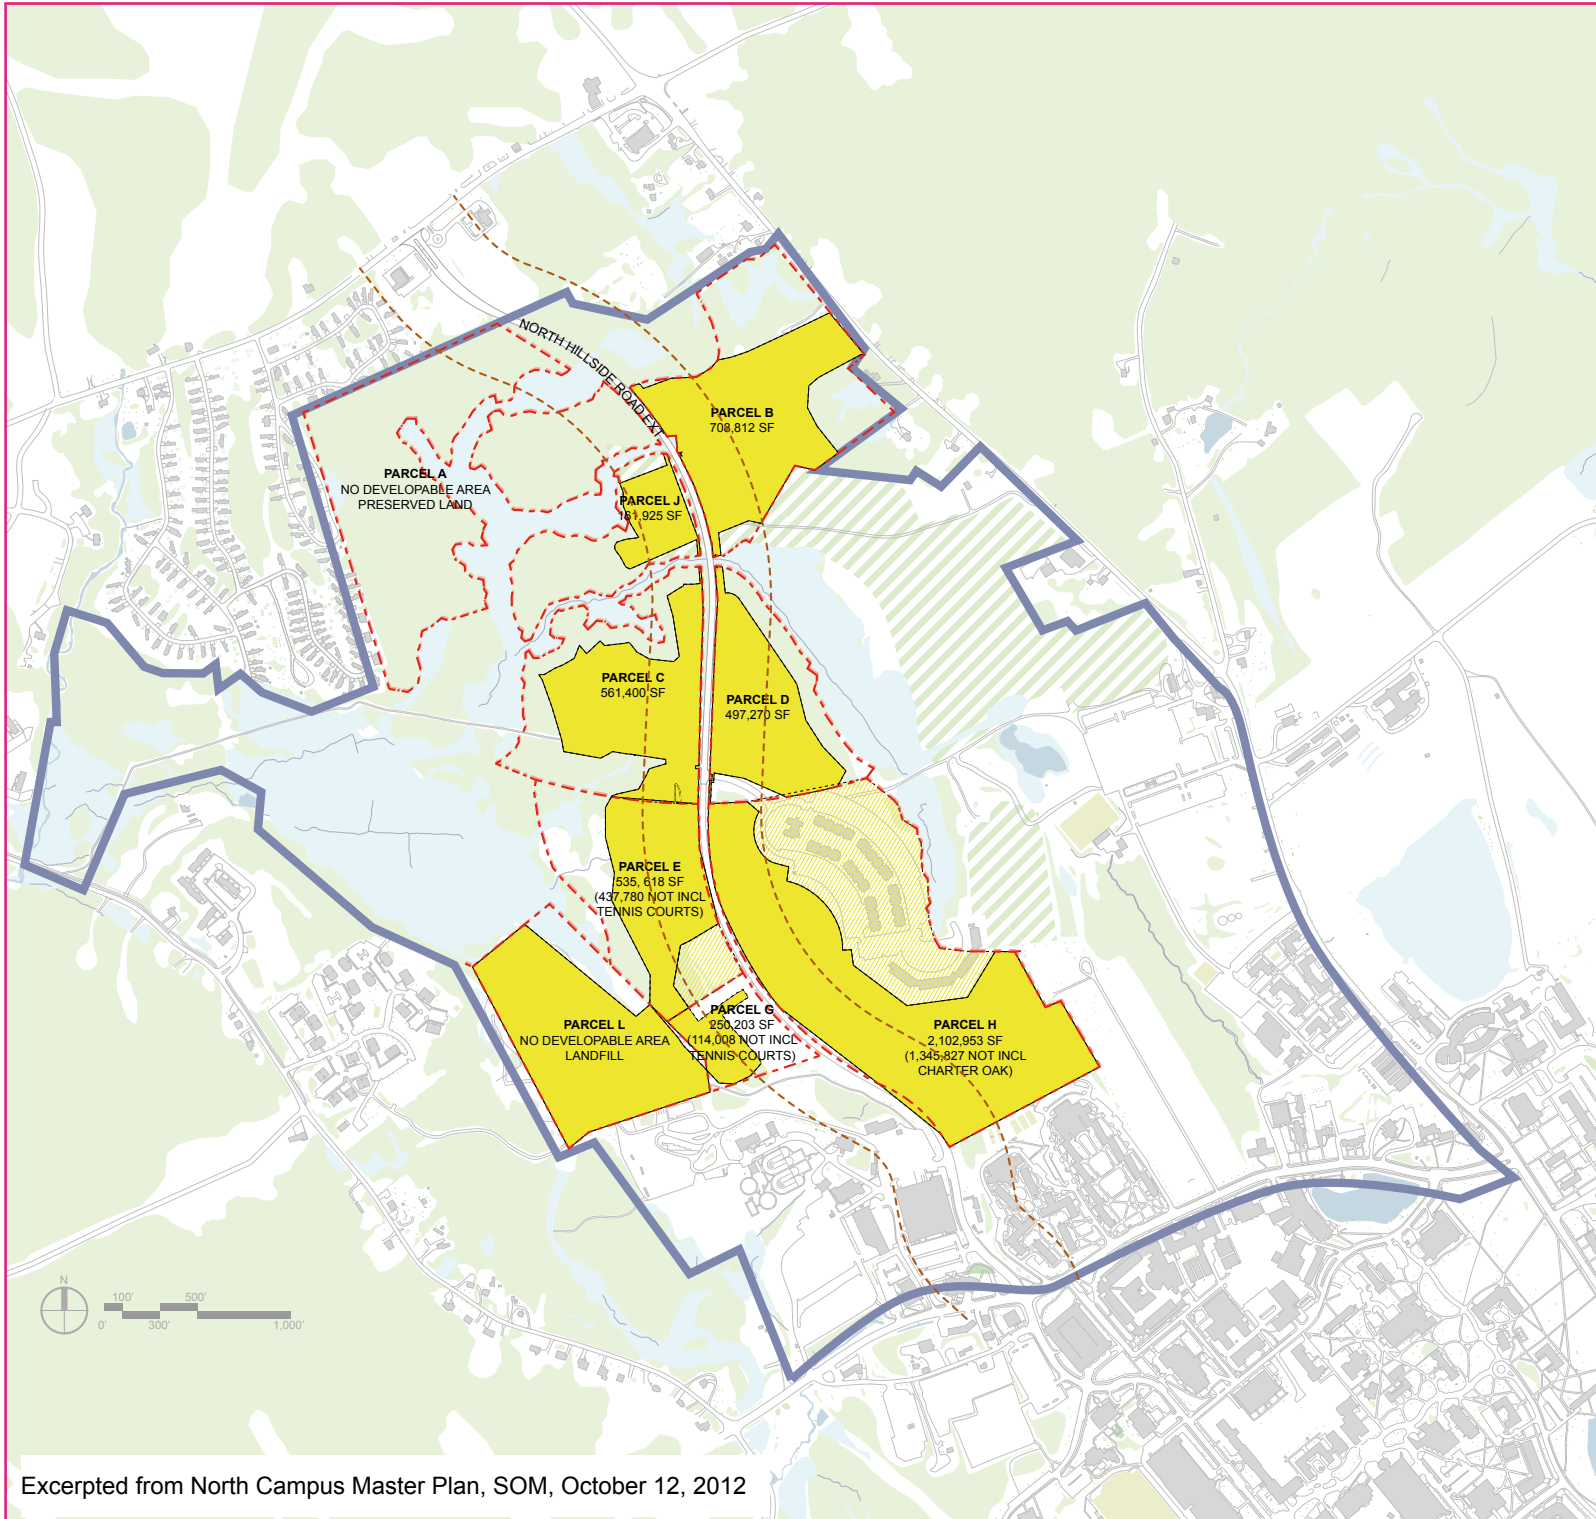 NORTH HILLSIDE ROAD EXT
PARCEL B
708,812 SF
PARCEL A
NO DEVELOPABLE AREA
PRESERVED LAND
PARCEL J
161,925 SF
PARCEL C
561,400 SF
PARCEL D
497,270 SF
PARCEL E
535, 618 SF
(437,780 NOT INCL
TENNIS COURTS)
PARCEL G
250,203 SF
(114,008 NOT INCL
TENNIS COURTS)
PARCEL L
NO DEVELOPABLE AREA
LANDFILL
PARCEL H
2,102,953 SF
(1,345,827 NOT INCL
CHARTER OAK)
N
100' 500'
0' 300' 1,000'
Excerpted from North Campus Master Plan, SOM, October 12, 2012